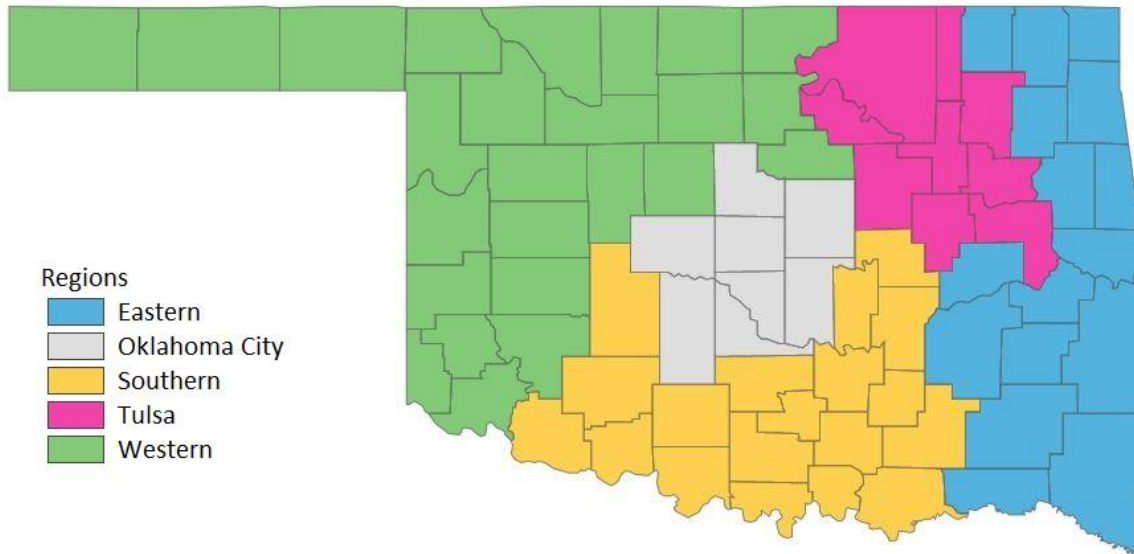 Regions
Eastern
Oklahoma City
Southern
Tulsa
Western